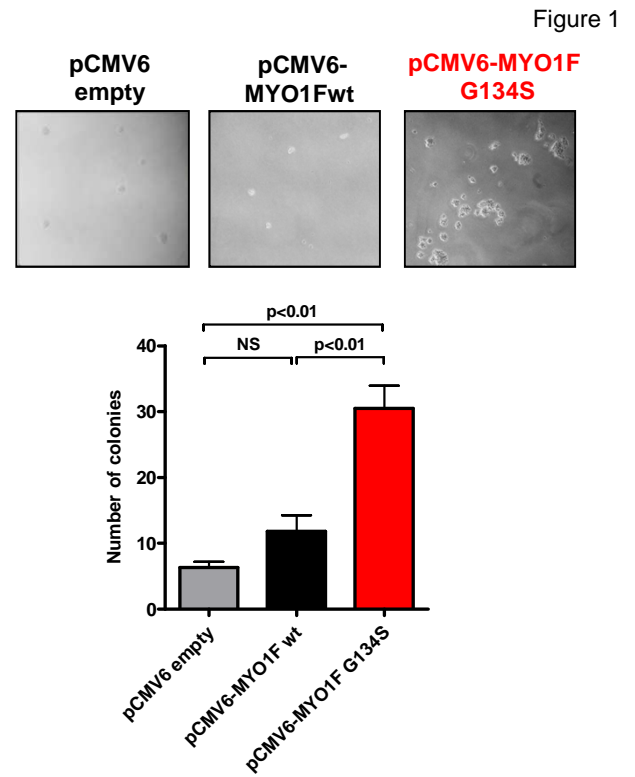 Figure 1
pCMV6
empty
pCMV6-
MYO1Fwt
pCMV6-MYO1F
G134S
p<0.01
NS
p<0.01
40
30
20
10
0
Number of colonies
pCMV6 empty
pCMV6-MYO1F wt
pCMV6-MYO1F G134S